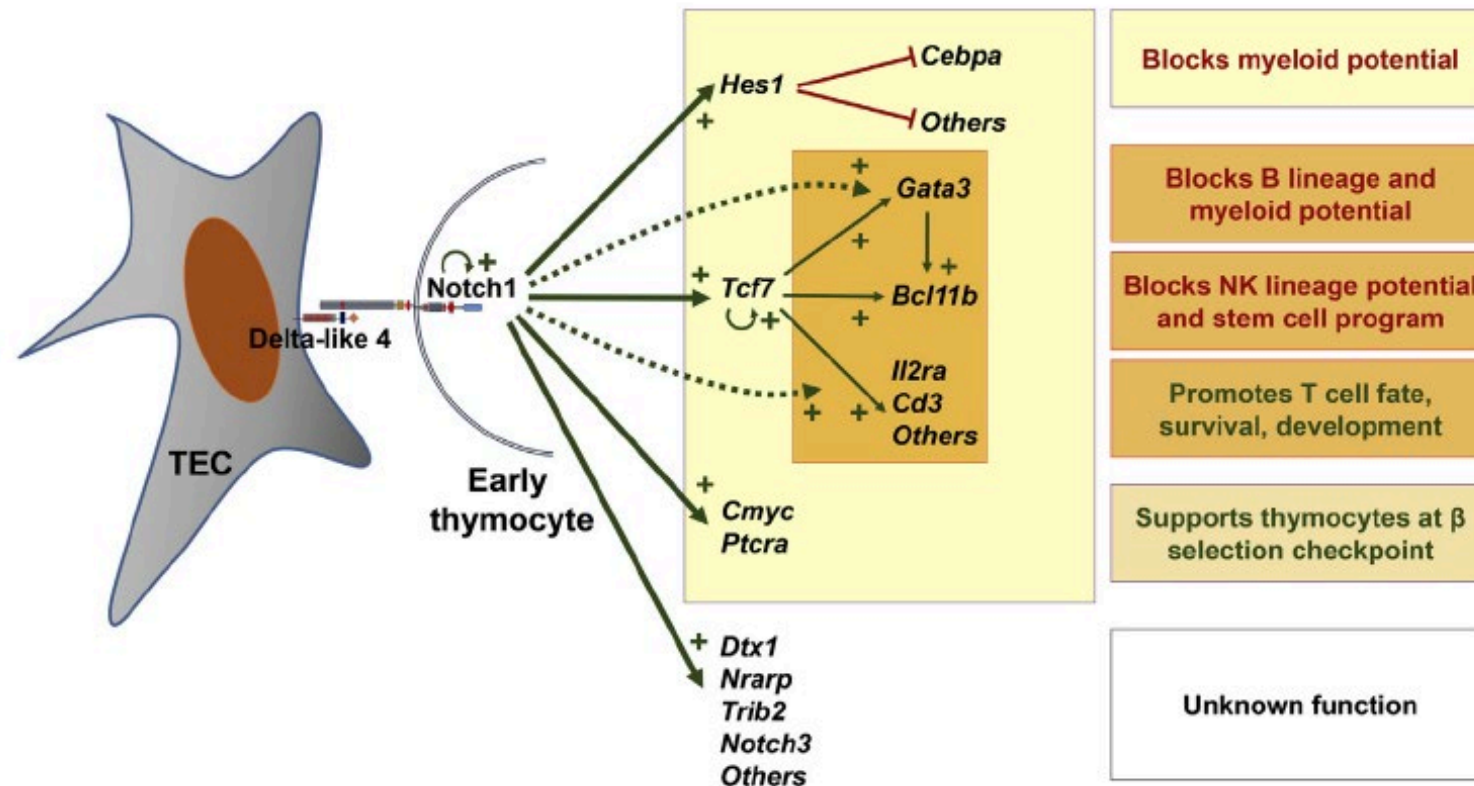 Hes1
Cebpa
Others
Blocks myeloid potential
+
+
Gata3
Blocks B lineage and
myeloid potential
+
Notch1
+
+
Tcf7
+
+
Bcl11b
+
Blocks NK lineage potential
and stem cell program
Delta-like 4
TEC
Early
thymocyte
+
+
Il2ra
Cd3
Others
Promotes T cell fate,
survival, development
+
Cmyc
Ptcra
Supports thymocytes at β
selection checkpoint
+
Dtx1
Nrarp
Trib2
Notch3
Others
Unknown function